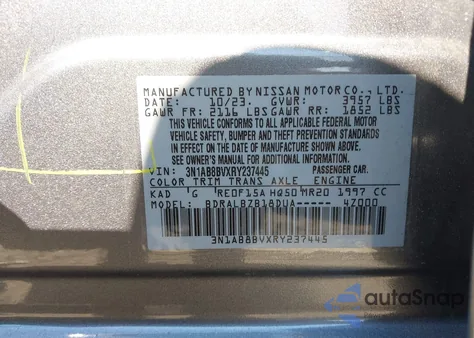 MANUFACTURED BY NISSAN MOTOR CO., LTD.
DATE: 10/23. GVWR: 3957 LBS
GAWR FR: 2116 LBS GAWR RR: 1852 LBS
THIS VEHICLE CONFORMS TO ALL APPLICABLE FEDERAL MOTOR
VEHICLE SAFETY, BUMPER AND THEFT PREVENTION STANDARDS
IN EFFECT ON THE DATE OF MANUFACTURE SHOWN ABOVE.
SEE OWNER'S MANUAL FOR ADDITIONAL INFORMATION.
VIN: 3N1AB8BVXRY237445 PASSENGER CAR.
COLOR TRIM TRANS AXLE ENGINE
KAD 'G 'RE0F15A HQ50'MR20 1997 CC
MODEL: BDRALBZB18DUA----- 4Z000
3N1AB8BVXRY237445
autoSnap